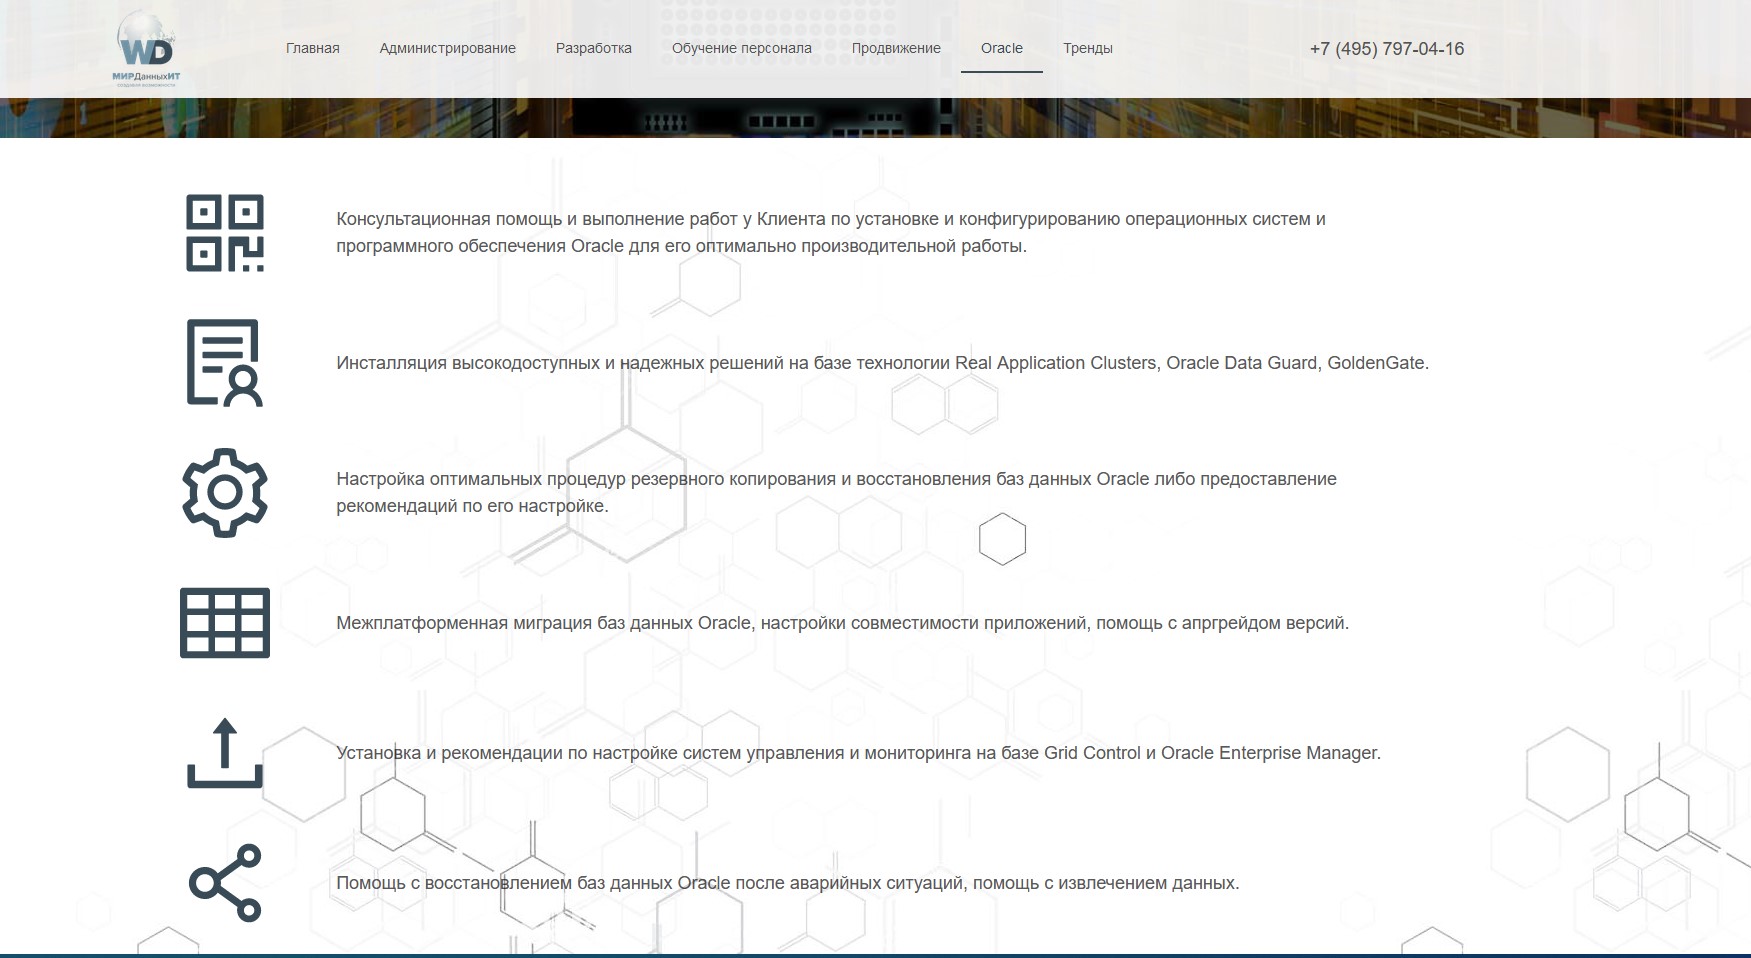 WD
МИРДанныхИТ
Главная
Администрирование
Разработка
Обучение персонала
Продвижение
Oracle
Тренды
+7 (495) 797-04-16
Консультационная помощь и выполнение работ у Клиента по установке и конфигурированию операционных систем и
программного обеспечения Oracle для его оптимально производительной работы.
Инсталляция высокодоступных и надежных решений на базе технологии Real Application Clusters, Oracle Data Guard, GoldenGate.
Настройка оптимальных процедур резервного копирования и восстановления баз данных Oracle либо предоставление
рекомендаций по его настройке.
Межплатформенная миграция баз данных Oracle, настройки совместимости приложений, помощь с апргрейдом версий.
Установка и рекомендации по настройке систем управления и мониторинга на базе Grid Control и Oracle Enterprise Manager.
Помощь с восстановлением баз данных Oracle после аварийных ситуаций, помощь с извлечением данных.